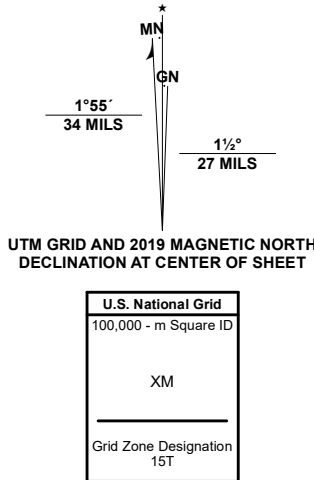 ★
MN
GN
1°55´
34 MILS
1½°
27 MILS
UTM GRID AND 2019 MAGNETIC NORTH
DECLINATION AT CENTER OF SHEET
U.S. National Grid
100,000 - m Square ID
XM
Grid Zone Designation
15T